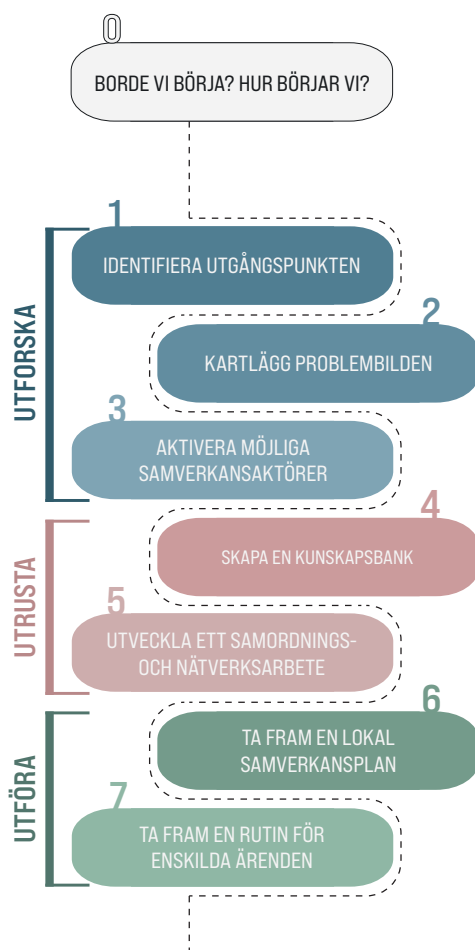 0
BORDE VI BÖRJA? HUR BÖRJAR VI?
UTFORSKA
1
IDENTIFIERA UTGÅNGSPUNKTEN
2
KARTLÄGG PROBLEMBILDEN
3
AKTIVERA MÖJLIGA
SAMVERKANSAKTÖRER
UTRUSTA
4
SKAPA EN KUNSKAPSBANK
5
UTVECKLA ETT SAMORDNINGS-
OCH NÄTVERKSARBETE
UTFÖRA
6
TA FRAM EN LOKAL
SAMVERKANSPLAN
7
TA FRAM EN RUTIN FÖR
ENSKILDA ÄRENDEN